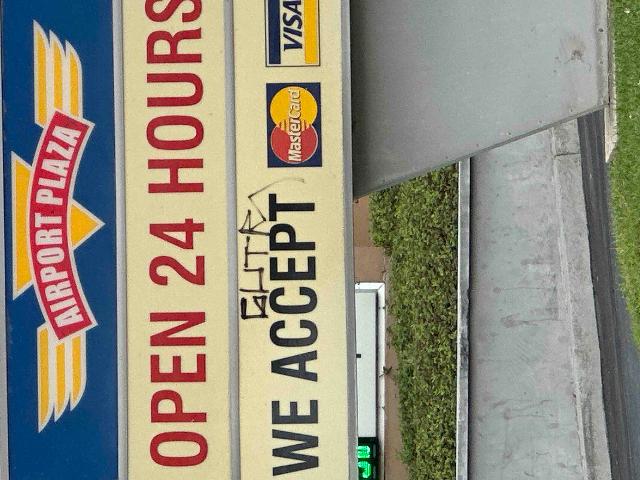 AIRPORT PLAZA
OPEN 24 HOURS
WE ACCEPT MasterCard VISA